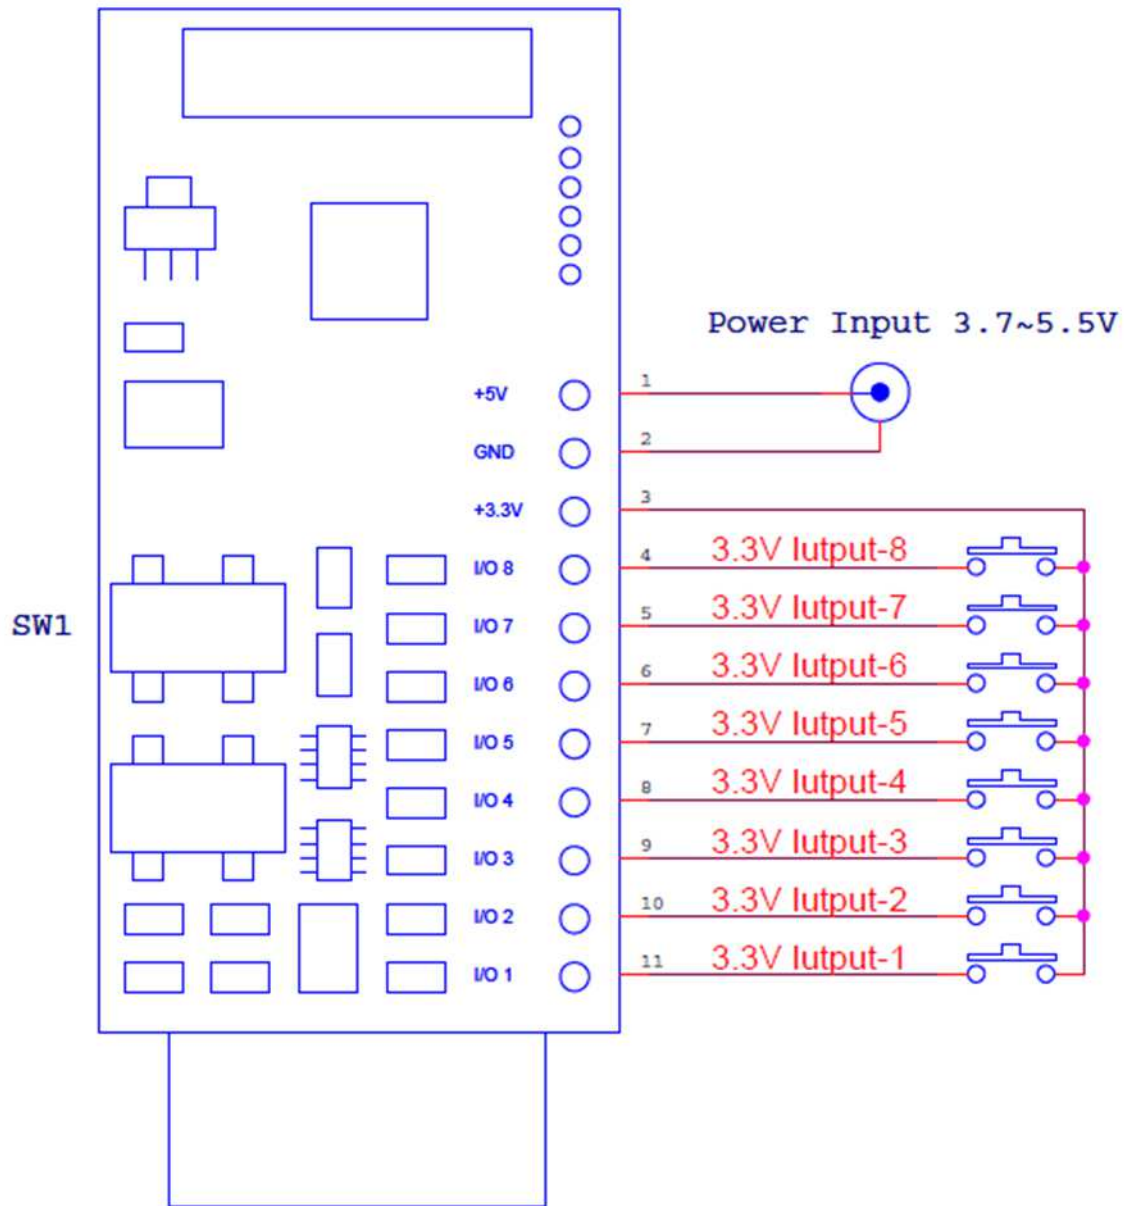 Power Input 3.7~5.5V
+5V 1
GND 2
+3.3V 3
I/O 8 4 3.3V Iutput-8
SW1 I/O 7 5 3.3V Iutput-7
I/O 6 6 3.3V Iutput-6
I/O 5 7 3.3V Iutput-5
I/O 4 8 3.3V Iutput-4
I/O 3 9 3.3V Iutput-3
I/O 2 10 3.3V Iutput-2
I/O 1 11 3.3V Iutput-1